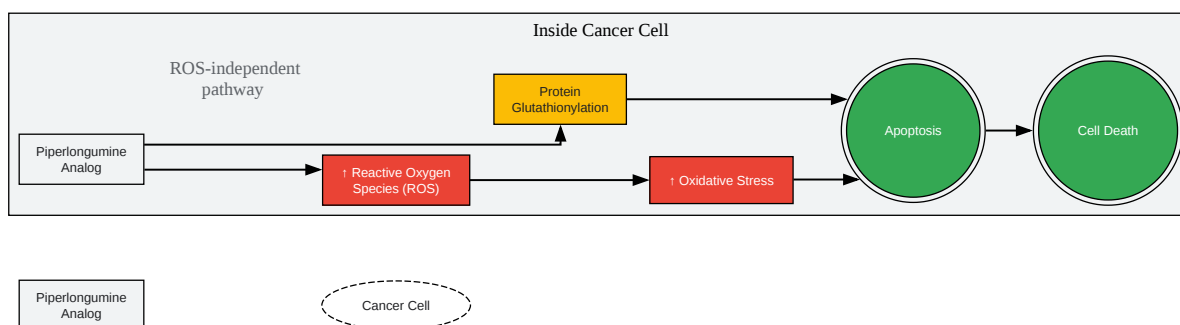 Inside Cancer Cell
ROS-independent
pathway
Protein
Glutathionylation
Piperlongumine
Analog
↑ Reactive Oxygen
Species (ROS)
↑ Oxidative Stress
Apoptosis
Cell Death
Piperlongumine
Analog
Cancer Cell